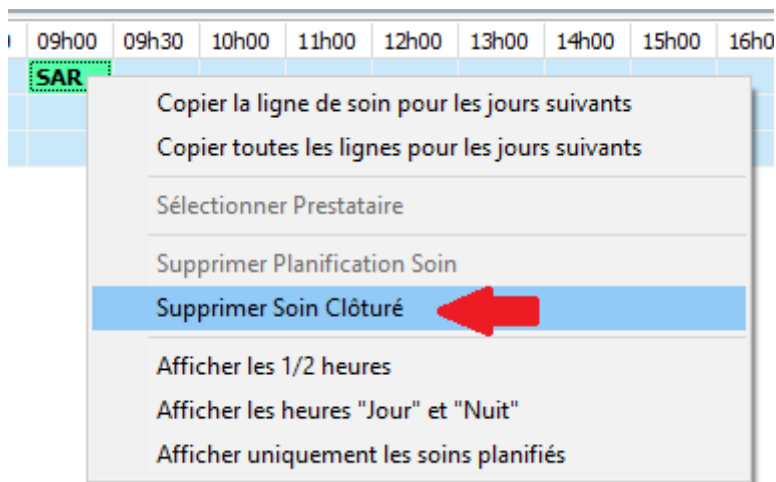 09h00 09h30 10h00 11h00 12h00 13h00 14h00 15h00 16h0
SAR
Copier la ligne de soin pour les jours suivants
Copier toutes les lignes pour les jours suivants
Sélectionner Prestataire
Supprimer Planification Soin
Supprimer Soin Clôturé
Afficher les 1/2 heures
Afficher les heures "Jour" et "Nuit"
Afficher uniquement les soins planifiés